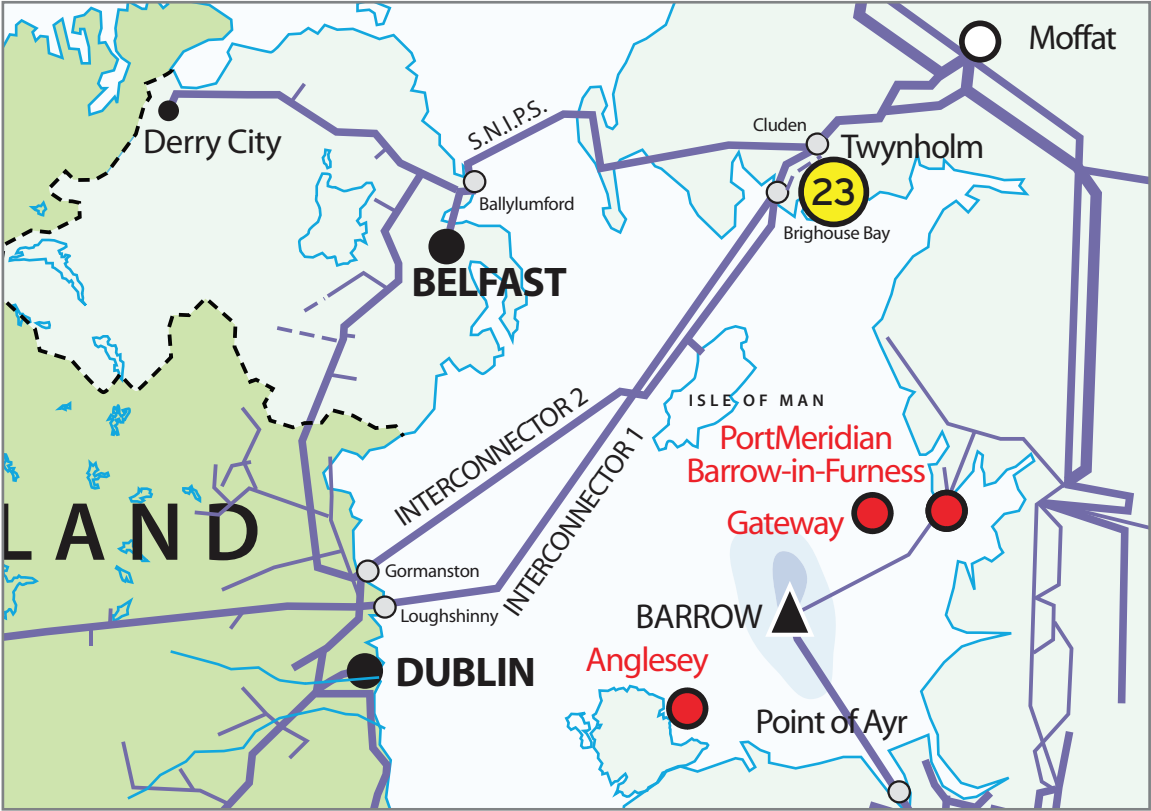 Moffat
S.N.I.P.S.
Cluden
Derry City
Twynholm
23
Ballylumford
Brighouse Bay
BELFAST
ISLE OF MAN
INTERCONNECTOR 2
PortMeridian
Barrow-in-Furness
INTERCONNECTOR 1
Gateway
LAND
Gormanston
Loughshinny
BARROW
Anglesey
DUBLIN
Point of Ayr